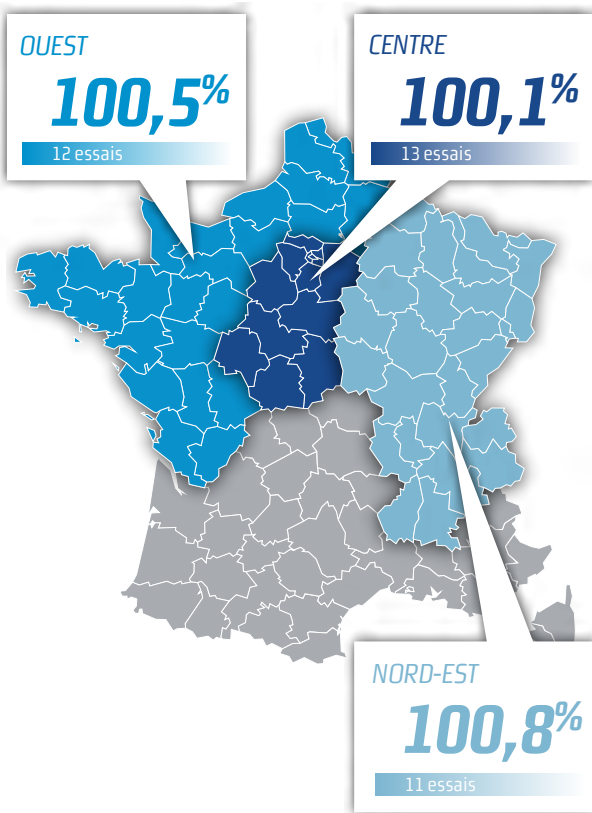 OUEST
100,5%
12 essais
CENTRE
100,1%
13 essais
NORD-EST
100,8%
11 essais